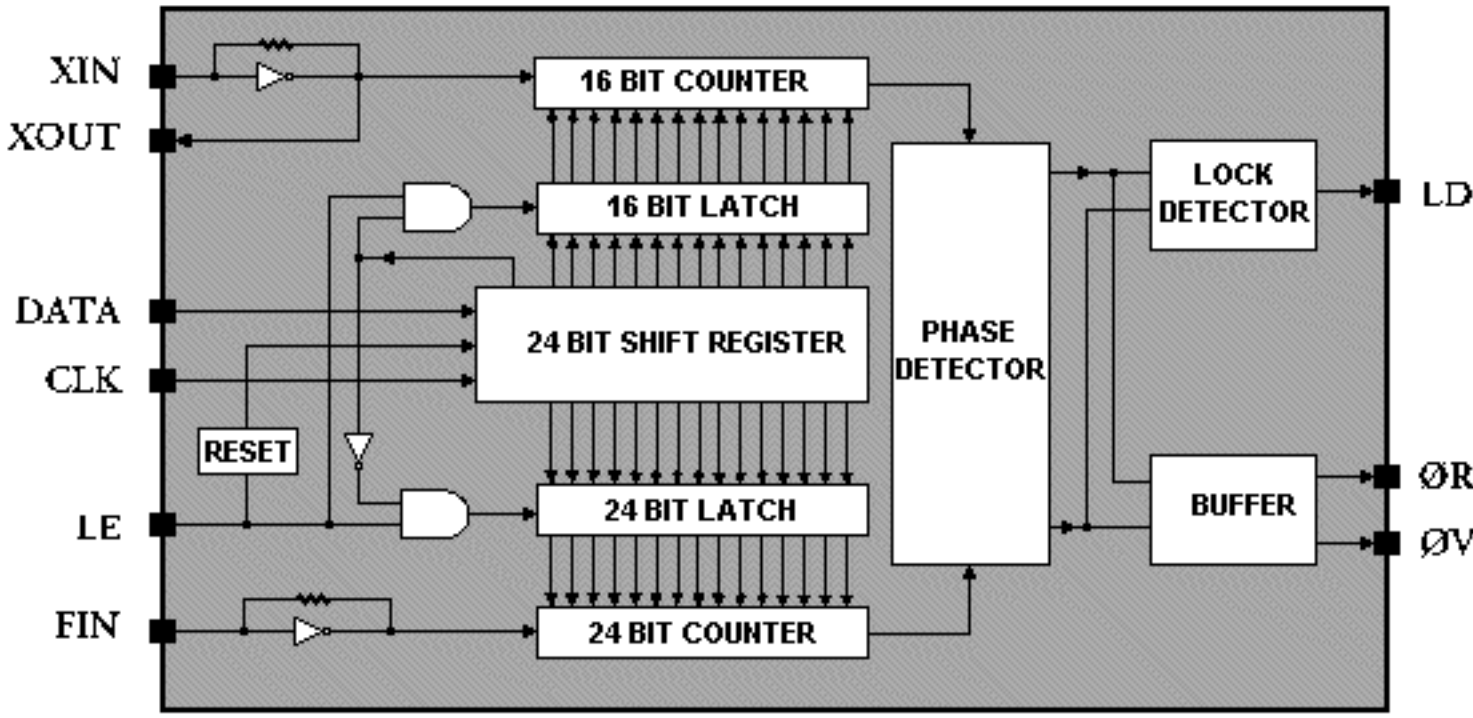 XIN
16 BIT COUNTER
XOUT
LOCK
DETECTOR
LD
16 BIT LATCH
DATA
24 BIT SHIFT REGISTER
PHASE
DETECTOR
CLK
RESET
ØR
LE
24 BIT LATCH
BUFFER
ØV
FIN
24 BIT COUNTER